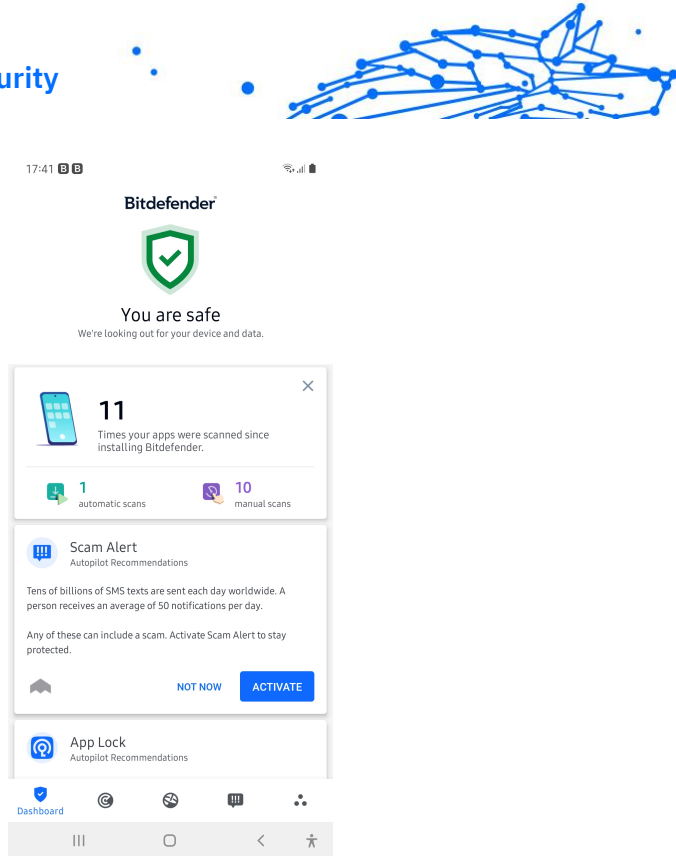 urity
17:41 B B
Bitdefender
You are safe
We're looking out for your device and data.
11
Times your apps were scanned since
installing Bitdefender.
1
automatic scans
10
manual scans
Scam Alert
Autopilot Recommendations
Tens of billions of SMS texts are sent each day worldwide. A
person receives an average of 50 notifications per day.
Any of these can include a scam. Activate Scam Alert to stay
protected.
NOT NOW
ACTIVATE
App Lock
Autopilot Recommendations
Dashboard